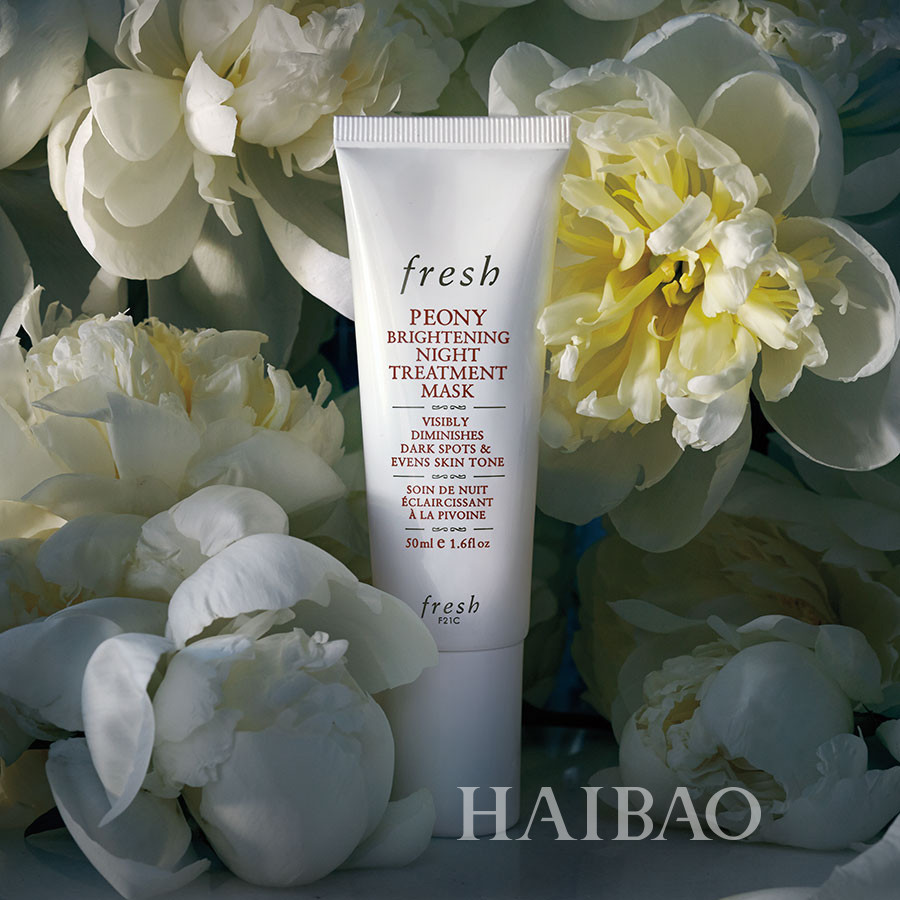 fresh
PEONY
BRIGHTENING
NIGHT
TREATMENT
MASK
VISIBLY
DIMINISHES
DARK SPOTS &
EVENS SKIN TONE
SOIN DE NUIT
ÉCLAIRCISSANT
À LA PIVOINE
50ml e 1.6fl oz
fresh
F21C
HAIBAO